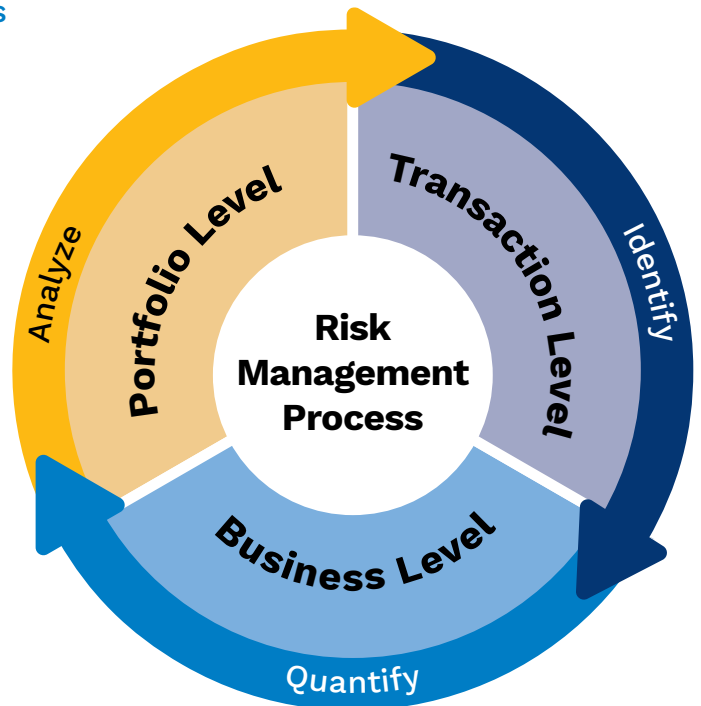 s
Analyze
Portfolio Level
Transaction Level
Identify
Risk
Management
Process
Business Level
Quantify